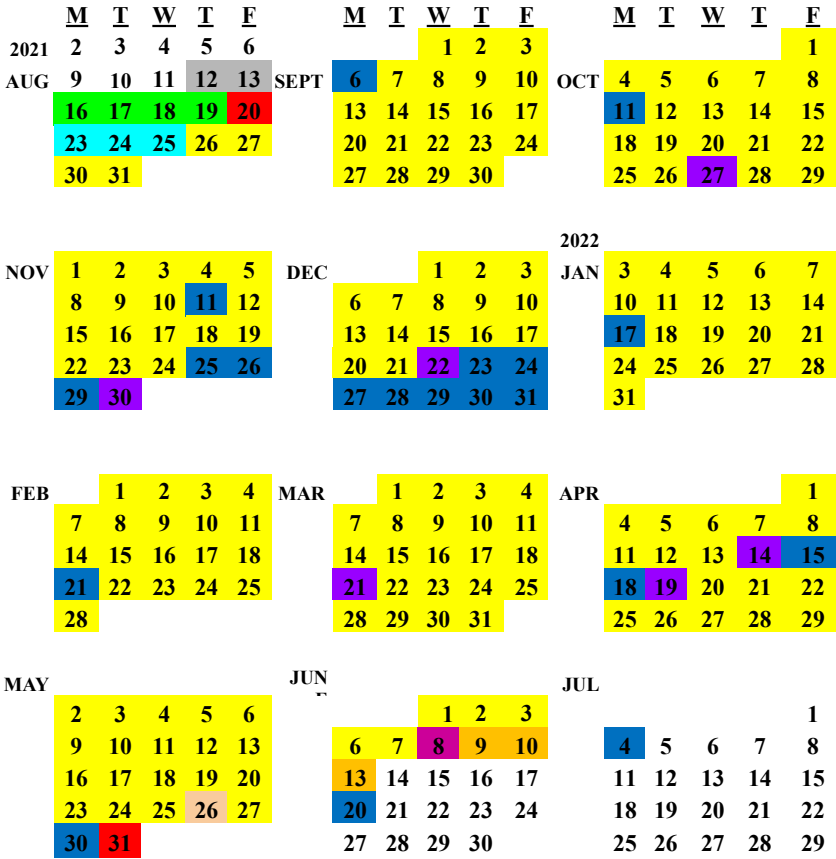 M T W T F M T W T F M T W T F
2021 2 3 4 5 6 1 2 3 1
AUG 9 10 11 12 13 SEPT 6 7 8 9 10 OCT 4 5 6 7 8
16 17 18 19 20 13 14 15 16 17 11 12 13 14 15
23 24 25 26 27 20 21 22 23 24 18 19 20 21 22
30 31 27 28 29 30 25 26 27 28 29
2022
NOV 1 2 3 4 5 DEC 1 2 3 JAN 3 4 5 6 7
8 9 10 11 12 6 7 8 9 10 10 11 12 13 14
15 16 17 18 19 13 14 15 16 17 17 18 19 20 21
22 23 24 25 26 20 21 22 23 24 24 25 26 27 28
29 30 27 28 29 30 31 31
FEB 1 2 3 4 MAR 1 2 3 4 APR 1
7 8 9 10 11 7 8 9 10 11 4 5 6 7 8
14 15 16 17 18 14 15 16 17 18 11 12 13 14 15
21 22 23 24 25 21 22 23 24 25 18 19 20 21 22
28 28 29 30 31 25 26 27 28 29
MAY JUN JUL
2 3 4 5 6 1 2 3 1
9 10 11 12 13 6 7 8 9 10 4 5 6 7 8
16 17 18 19 20 13 14 15 16 17 11 12 13 14 15
23 24 25 26 27 20 21 22 23 24 18 19 20 21 22
30 31 27 28 29 30 25 26 27 28 29